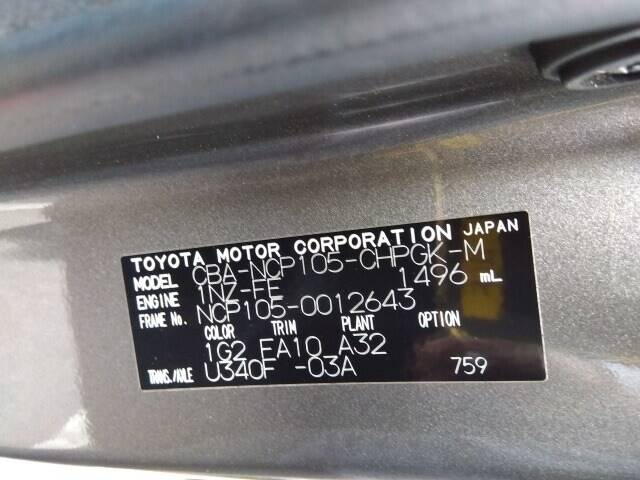 TOYOTA MOTOR CORPORATION JAPAN
MODEL CBA-NCP105-CHPGK-M
ENGINE 1NZ-FE 1496 mL
FRAME No. NCP105-0012643
COLOR TRIM PLANT OPTION
1G2 FA10 A32
TRANS./AXLE U340F -03A 759